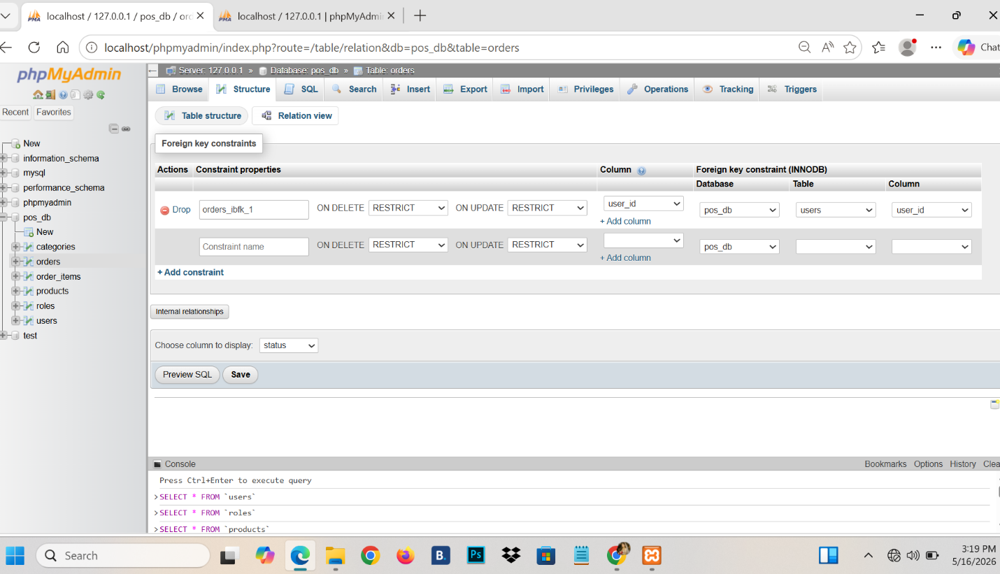 localhost / 127.0.0.1 / pos_db / ord
localhost / 127.0.0.1 | phpMyAdmin
localhost/phpmyadmin/index.php?route=/table/relation&db=pos_db&table=orders
Chat
phpMyAdmin
Recent Favorites
New
information_schema
mysql
performance_schema
phpmyadmin
pos_db
New
categories
orders
order_items
products
roles
users
test
Server: 127.0.0.1 » Database: pos_db » Table: orders
Browse Structure SQL Search Insert Export Import Privileges Operations Tracking Triggers
Table structure Relation view
Foreign key constraints
Actions Constraint properties Column Foreign key constraint (INNODB)
Database Table Column
Drop orders_ibfk_1 ON DELETE RESTRICT ON UPDATE RESTRICT user_id pos_db users user_id
+ Add column
Constraint name ON DELETE RESTRICT ON UPDATE RESTRICT pos_db
+ Add column
+ Add constraint
Internal relationships
Choose column to display: status
Preview SQL Save
Console Bookmarks Options History Clea
Press Ctrl+Enter to execute query
>SELECT * FROM `users`
>SELECT * FROM `roles`
>SELECT * FROM `products`
Search
B.
Ps
3:19 PM
5/16/2026